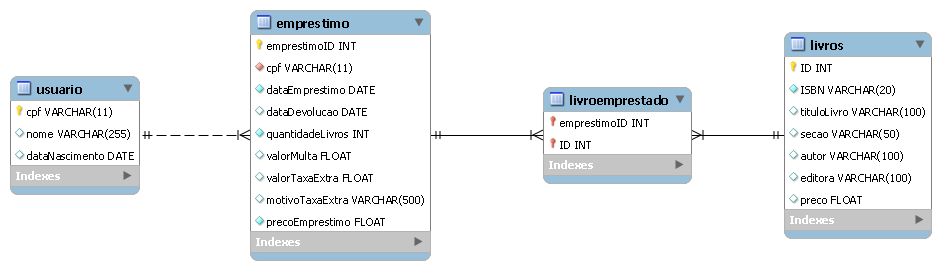 usuario
cpf VARCHAR(11)
nome VARCHAR(255)
dataNascimento DATE
Indexes
emprestimo
emprestimoID INT
cpf VARCHAR(11)
dataEmprestimo DATE
dataDevolucao DATE
quantidadeLivros INT
valorMulta FLOAT
valorTaxaExtra FLOAT
motivoTaxaExtra VARCHAR(500)
precoEmprestimo FLOAT
Indexes
livroemprestado
emprestimoID INT
ID INT
Indexes
livros
ID INT
ISBN VARCHAR(20)
tituloLivro VARCHAR(100)
secao VARCHAR(50)
autor VARCHAR(100)
editora VARCHAR(100)
preco FLOAT
Indexes